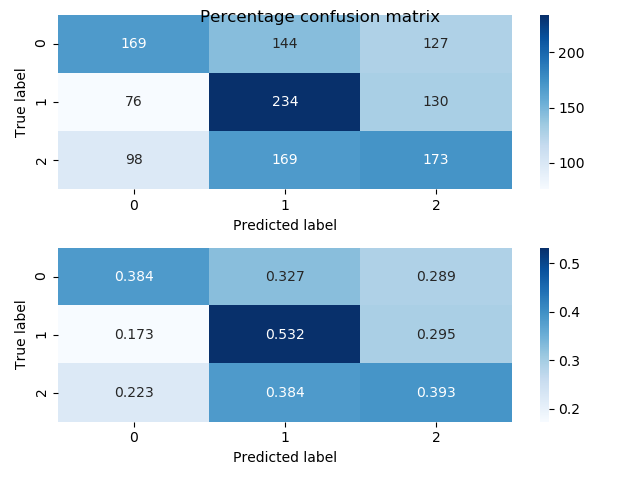 Percentage confusion matrix
True label
0 169 144 127
1 76 234 130
2 98 169 173
0 1 2
Predicted label
200
150
100
True label
0 0.384 0.327 0.289
1 0.173 0.532 0.295
2 0.223 0.384 0.393
0 1 2
Predicted label
0.5
0.4
0.3
0.2